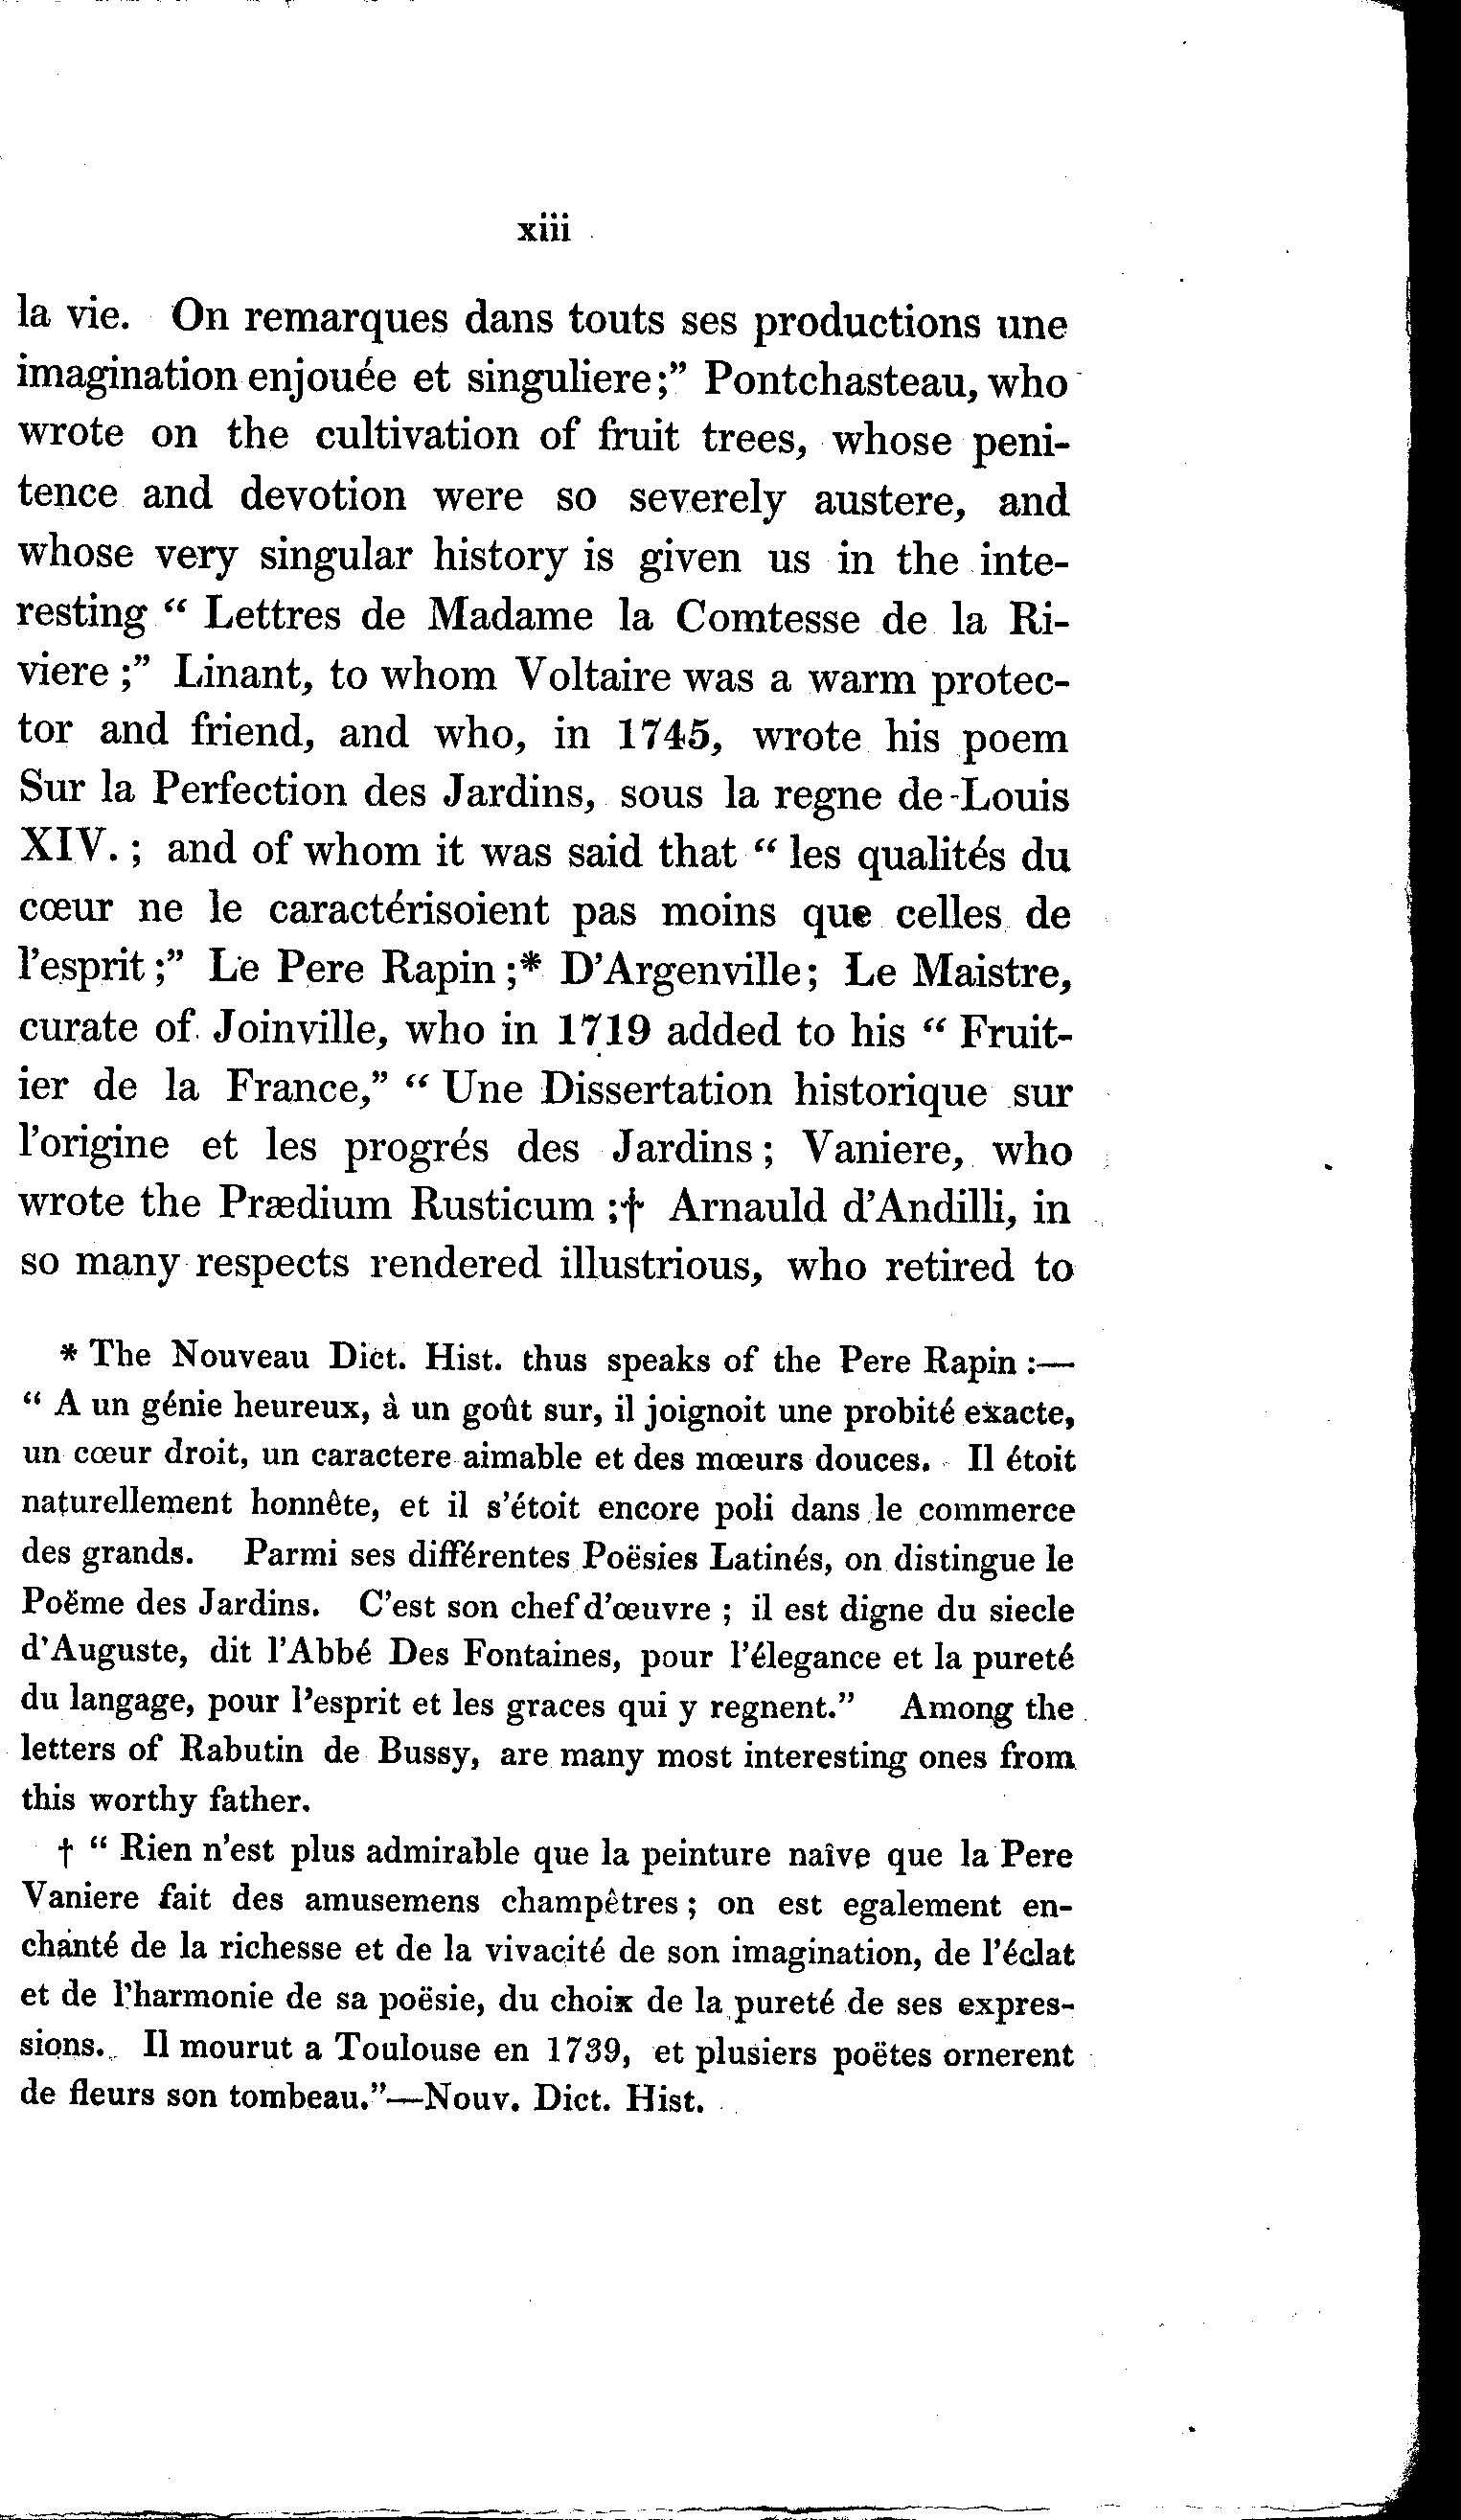 xiii
la vie. On remarques dans touts ses productions une
imagination enjouée et singuliere;” Pontchasteau, who
wrote on the cultivation of fruit trees, whose peni-
tence and devotion were so severely austere, and
whose very singular history is given us in the inte-
resting “ Lettres de Madame la Comtesse de la Ri-
viere ;” Linant, to whom Voltaire was a warm protec-
tor and friend, and who, in 1745, wrote his poem
Sur la Perfection des Jardins, sous la regne de Louis
XIV. ; and of whom it was said that “ les qualités du
cœur ne le caractérisoient pas moins que celles de
l’esprit ;” Le Pere Rapin ;* D’Argenville; Le Maistre,
curate of Joinville, who in 1719 added to his “ Fruit-
ier de la France,” “ Une Dissertation historique sur
l’origine et les progrés des Jardins ; Vaniere, who
wrote the Prædium Rusticum ;† Arnauld d’Andilli, in
so many respects rendered illustrious, who retired to
* The Nouveau Dict. Hist. thus speaks of the Pere Rapin :—
“ A un génie heureux, à un goût sur, il joignoit une probité exacte,
un cœur droit, un caractere aimable et des mœurs douces. Il étoit
naturellement honnête, et il s’étoit encore poli dans le commerce
des grands. Parmi ses différentes Poësies Latinés, on distingue le
Poëme des Jardins. C’est son chef d’œuvre ; il est digne du siecle
d’Auguste, dit l’Abbé Des Fontaines, pour l’élegance et la pureté
du langage, pour l’esprit et les graces qui y regnent.” Among the
letters of Rabutin de Bussy, are many most interesting ones from
this worthy father.
† “ Rien n’est plus admirable que la peinture naîve que la Pere
Vaniere fait des amusemens champêtres ; on est egalement en-
chanté de la richesse et de la vivacité de son imagination, de l’éclat
et de l’harmonie de sa poësie, du choix de la pureté de ses expres-
sions. Il mourut a Toulouse en 1739, et plusiers poëtes ornerent
de fleurs son tombeau.”—Nouv. Dict. Hist.